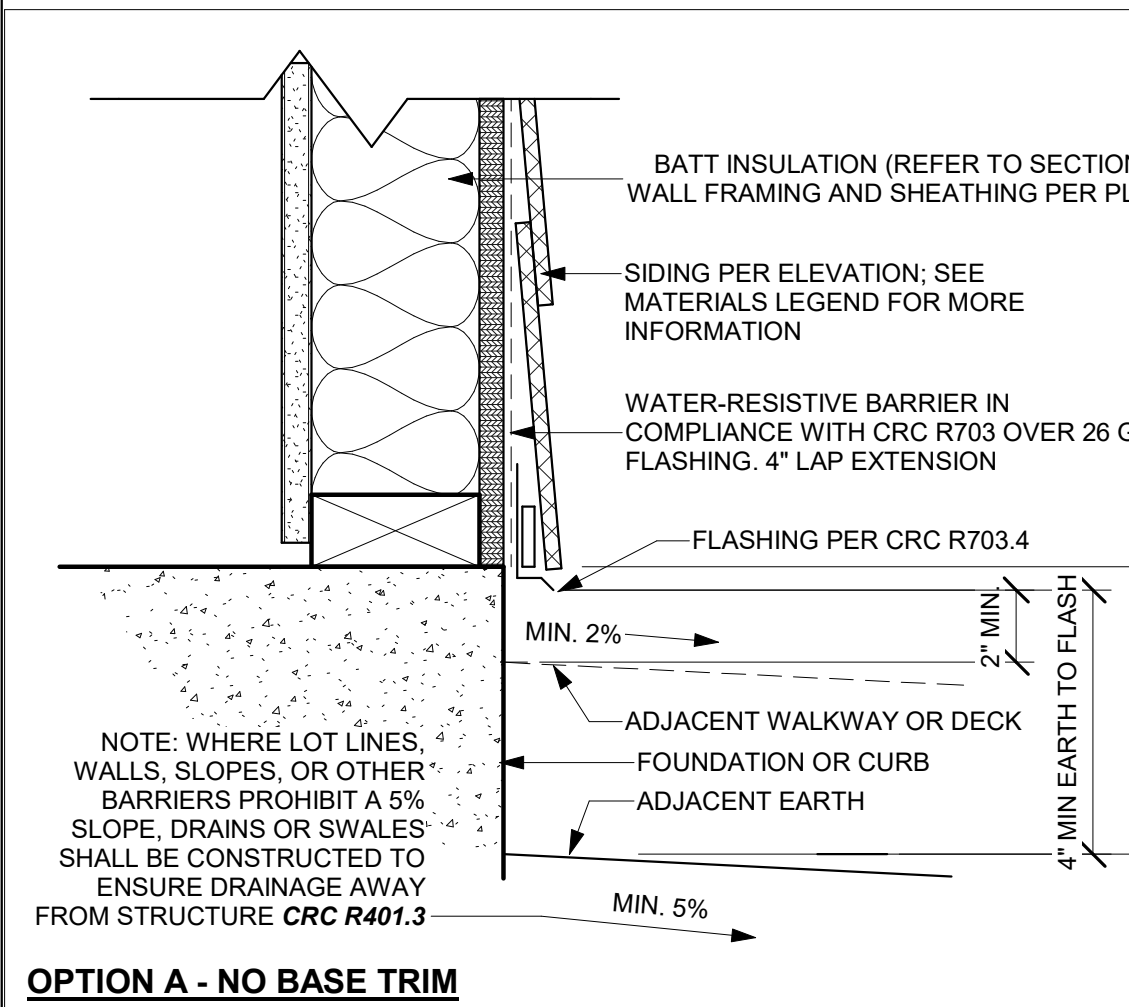 BATT INSULATION (REFER TO SECTION
WALL FRAMING AND SHEATHING PER
SIDING PER ELEVATION; SEE
MATERIALS LEGEND FOR MORE
INFORMATION
WATER-RESISTIVE BARRIER IN
COMPLIANCE WITH CRC R703 OVER 26
FLASHING. 4" LAP EXTENSION
FLASHING PER CRC R703.4
MIN. 2%
2" MIN.
4" MIN EARTH TO FLASH
ADJACENT WALKWAY OR DECK
FOUNDATION OR CURB
ADJACENT EARTH
NOTE: WHERE LOT LINES,
WALLS, SLOPES, OR OTHER
BARRIERS PROHIBIT A 5%
SLOPE, DRAINS OR SWALES
SHALL BE CONSTRUCTED TO
ENSURE DRAINAGE AWAY
FROM STRUCTURE CRC R401.3
MIN. 5%
OPTION A - NO BASE TRIM